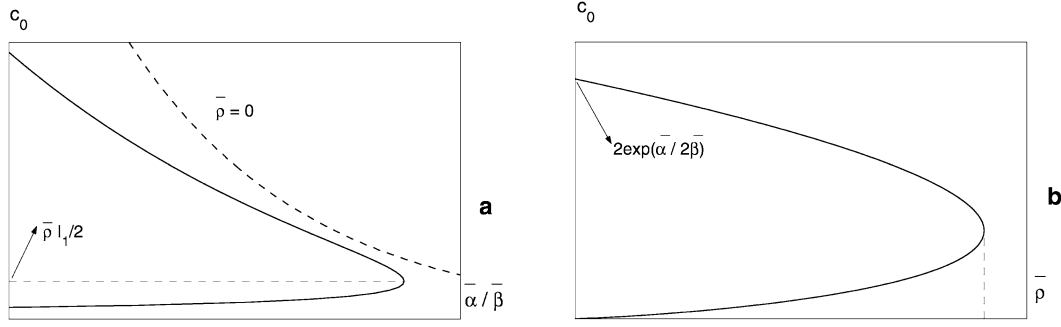 c₀
ρ̄ = 0
ρ̄ l₁/2
ᾱ / β̄
a
c₀
2exp(ᾱ / 2β̄)
ρ̄
b